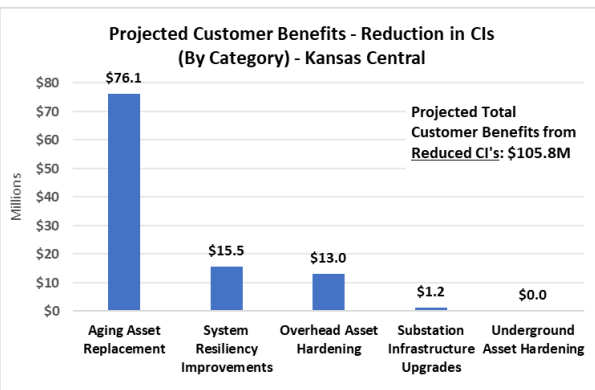 Projected Customer Benefits - Reduction in CIs
(By Category) - Kansas Central
$80
$70
$60
$50
$40
$30
$20
$10
$0
Millions
$76.1
$15.5
$13.0
$1.2
$0.0
Projected Total
Customer Benefits from
Reduced CI's: $105.8M
Aging Asset
Replacement
System
Resiliency
Improvements
Overhead Asset
Hardening
Substation
Infrastructure
Upgrades
Underground
Asset Hardening